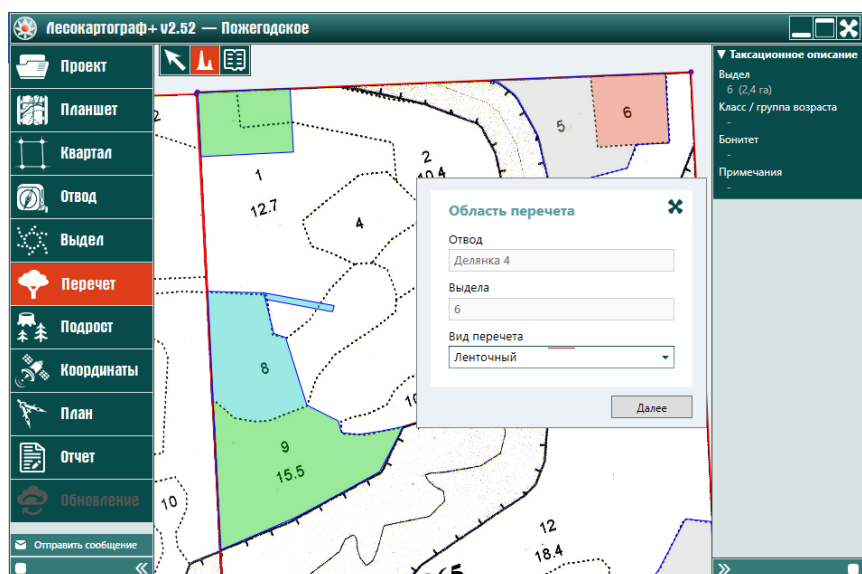 Лесокартограф+ v2.52 — Пожегодское
Проект
Планшет
Квартал
Отвод
Выдел
Перечет
Подрост
Координаты
План
Отчет
Обновление
Отправить сообщение
«
2
1
12.7
2
10.4
4
5
6
8
9
15.5
10
10
12
18.4
Область перечета
Отвод
Делянка 4
Выдела
6
Вид перечета
Ленточный
Далее
▼ Таксационное описание
Выдел
6 (2,4 га)
Класс / группа возраста
-
Бонитет
-
Примечания
-
»